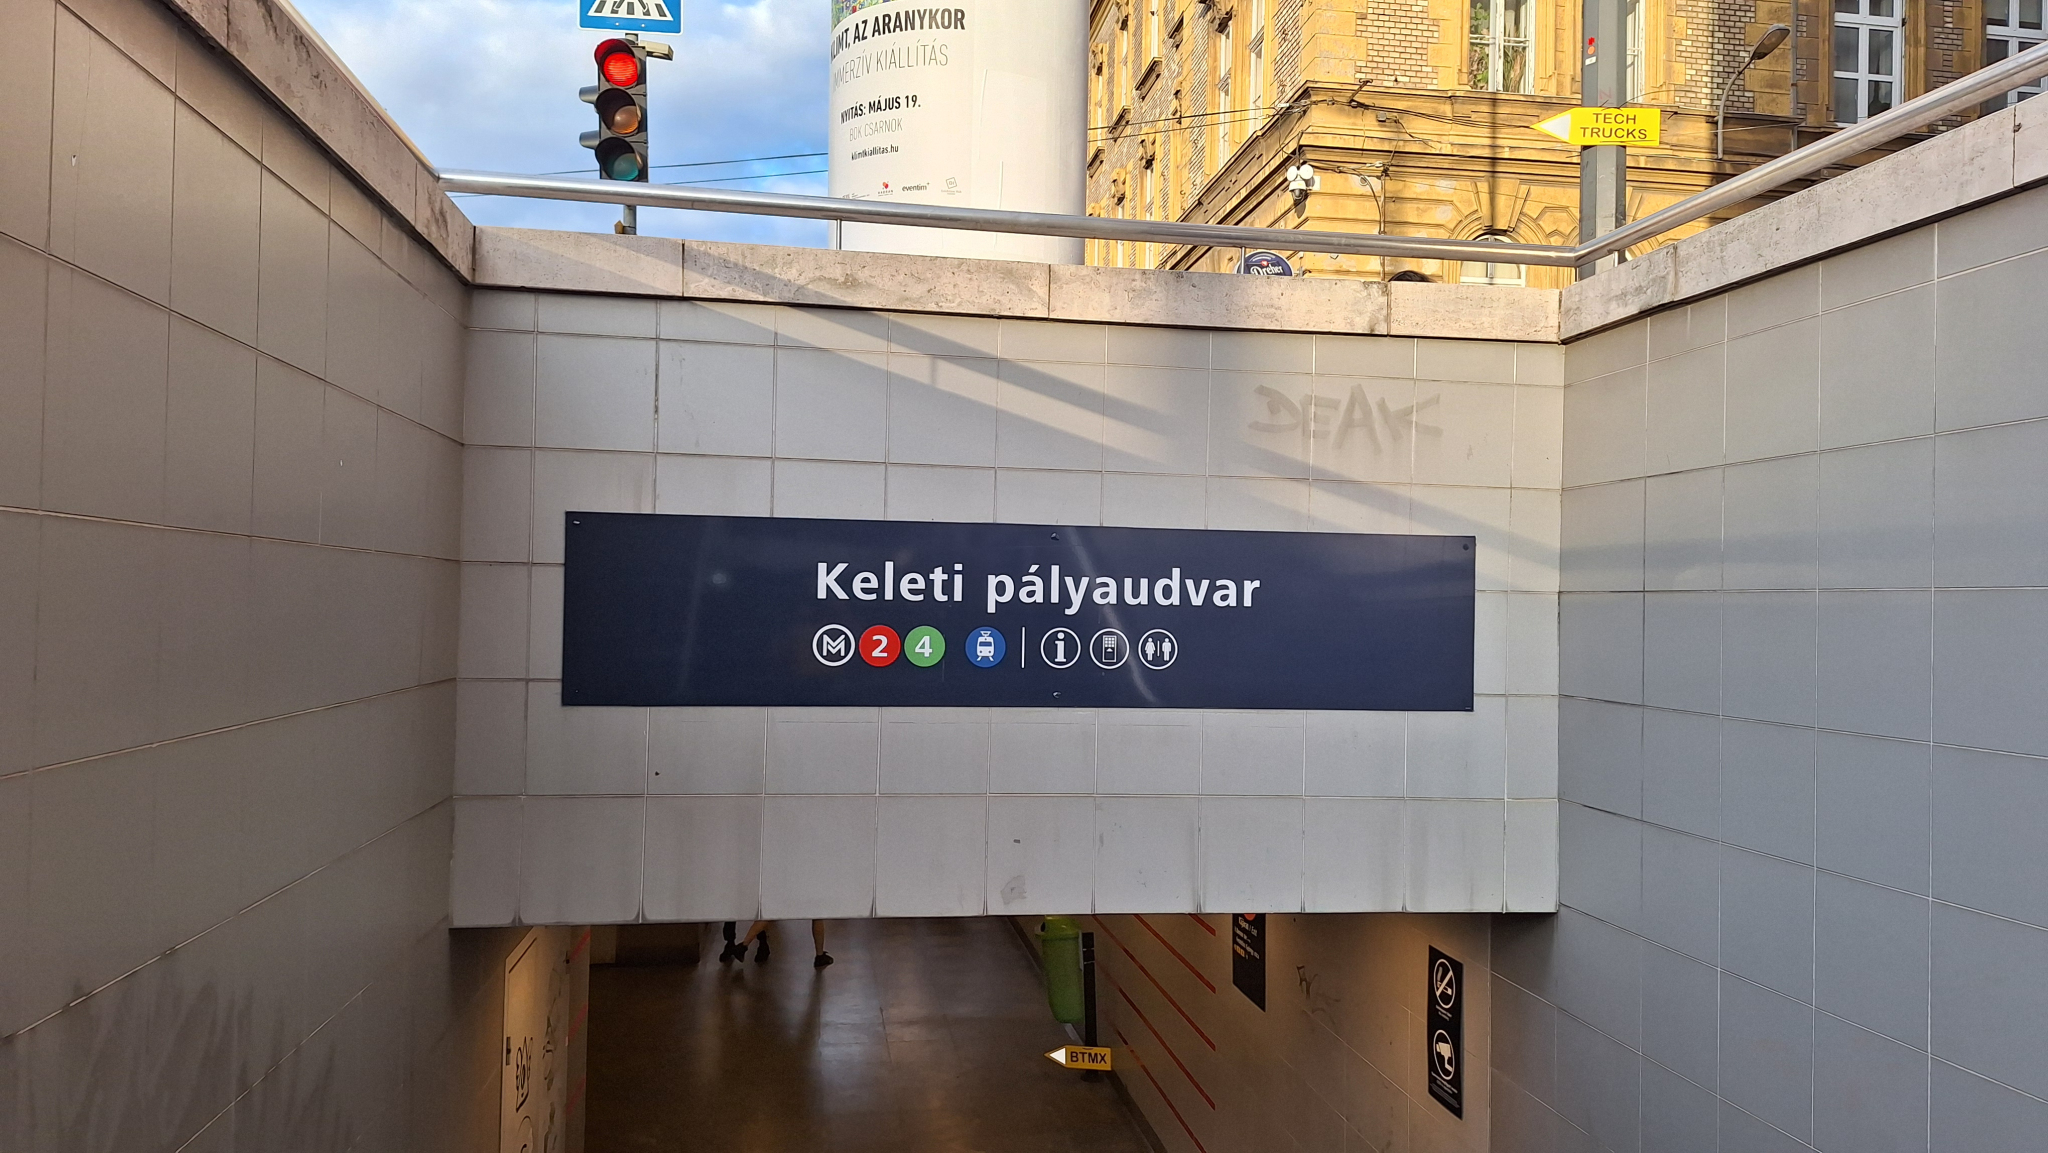 KLIMT, AZ ARANYKOR
IMMERZÍV KIÁLLÍTÁS
NYITÁS: MÁJUS 19.
BOK CSARNOK
klimtkiallitas.hu
eventim
TECH
TRUCKS
Dreher
DEAK
Keleti pályaudvar
M 2 4 i
BTMX